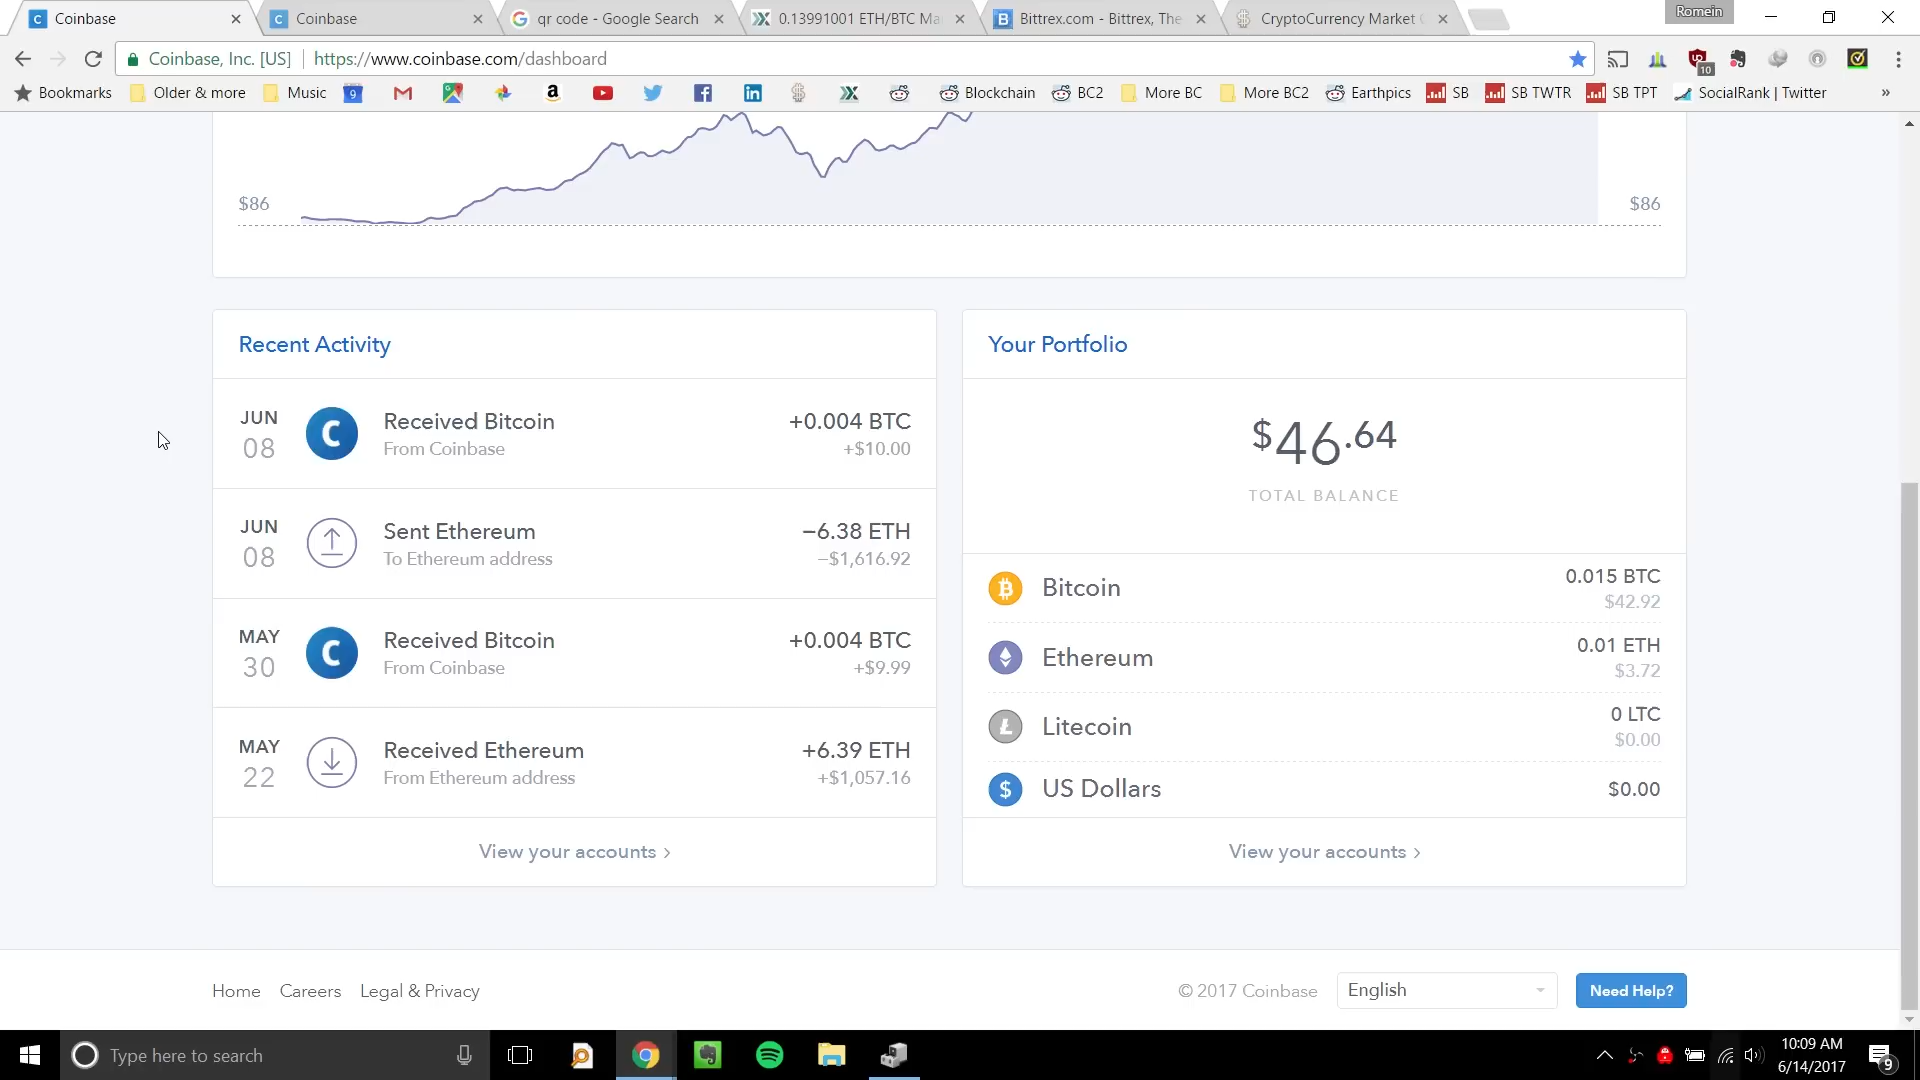 Romein
Coinbase
Coinbase
qr code - Google Search
0.13991001 ETH/BTC Ma
Bittrex.com - Bittrex, The
CryptoCurrency Market C
Coinbase, Inc. [US] https://www.coinbase.com/dashboard
10
Bookmarks Older & more Music 9 Blockchain BC2 More BC More BC2 Earthpics SB SB TWTR SB TPT SocialRank | Twitter »
$86 $86
Recent Activity
JUN 08
Received Bitcoin +0.004 BTC
From Coinbase +$10.00
JUN 08
Sent Ethereum −6.38 ETH
To Ethereum address −$1,616.92
MAY 30
Received Bitcoin +0.004 BTC
From Coinbase +$9.99
MAY 22
Received Ethereum +6.39 ETH
From Ethereum address +$1,057.16
View your accounts ›
Your Portfolio
$46.64
TOTAL BALANCE
Bitcoin 0.015 BTC
$42.92
Ethereum 0.01 ETH
$3.72
Litecoin 0 LTC
$0.00
US Dollars $0.00
View your accounts ›
Home Careers Legal & Privacy © 2017 Coinbase English Need Help?
Type here to search
10:09 AM
6/14/2017
9